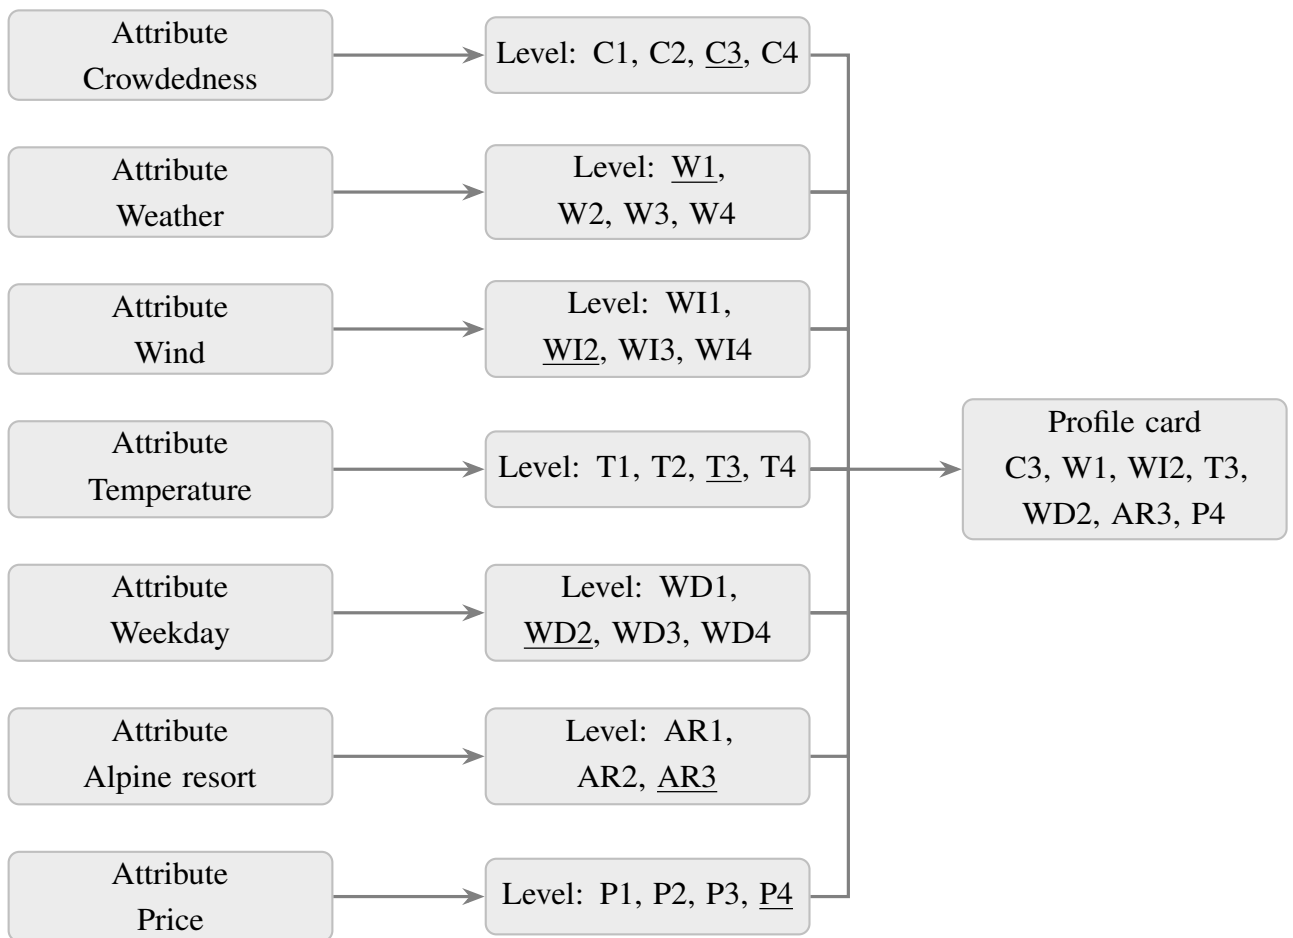 Attribute
Crowdedness
Level: C1, C2, C3, C4
Attribute
Weather
Level: W1,
W2, W3, W4
Attribute
Wind
Level: WI1,
WI2, WI3, WI4
Attribute
Temperature
Level: T1, T2, T3, T4
Profile card
C3, W1, WI2, T3,
WD2, AR3, P4
Attribute
Weekday
Level: WD1,
WD2, WD3, WD4
Attribute
Alpine resort
Level: AR1,
AR2, AR3
Attribute
Price
Level: P1, P2, P3, P4